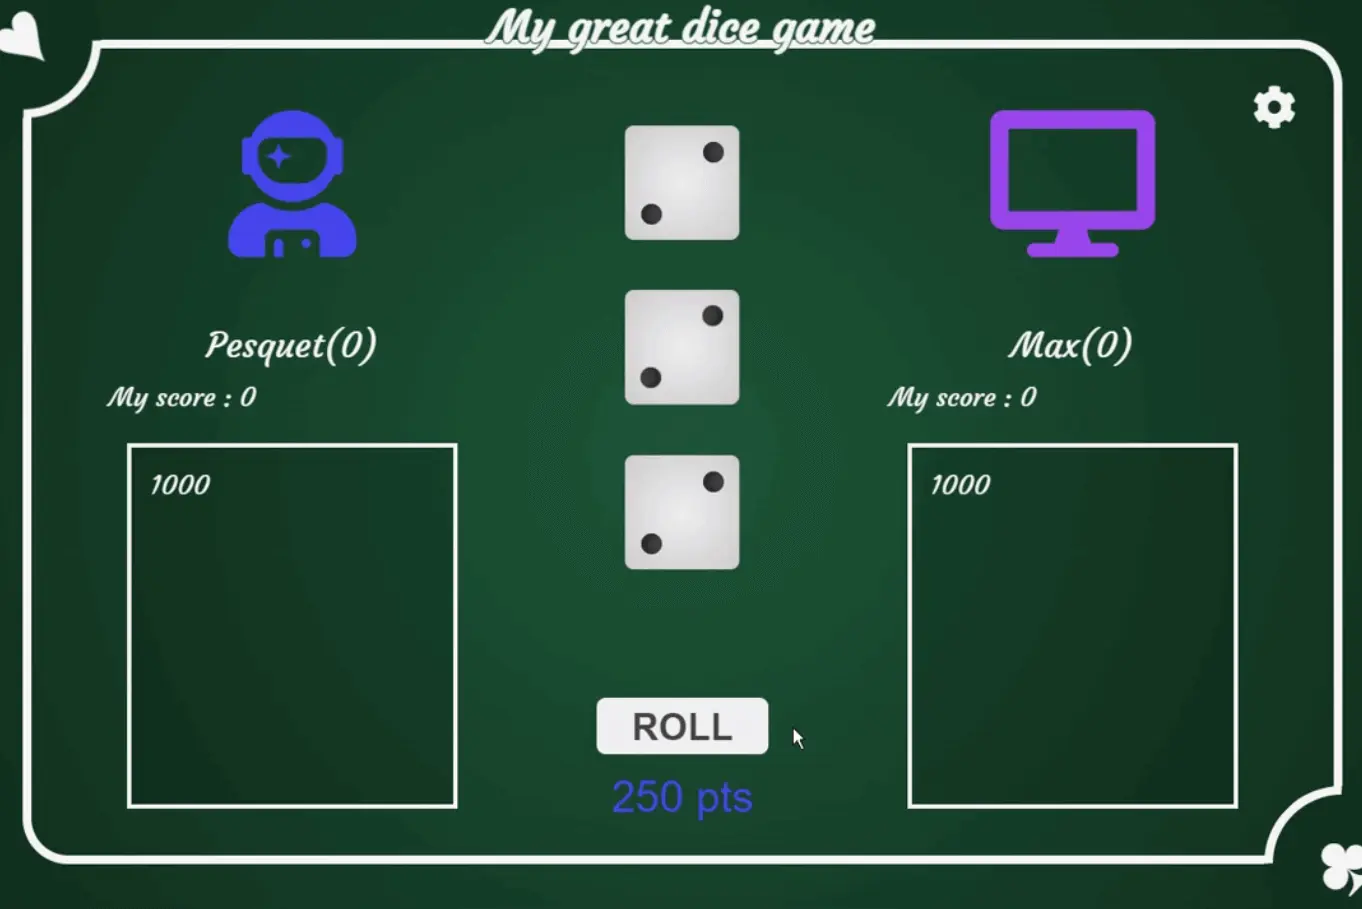 My great dice game
Pesquet(0)
My score : 0
1000
Max(0)
My score : 0
1000
ROLL
250 pts